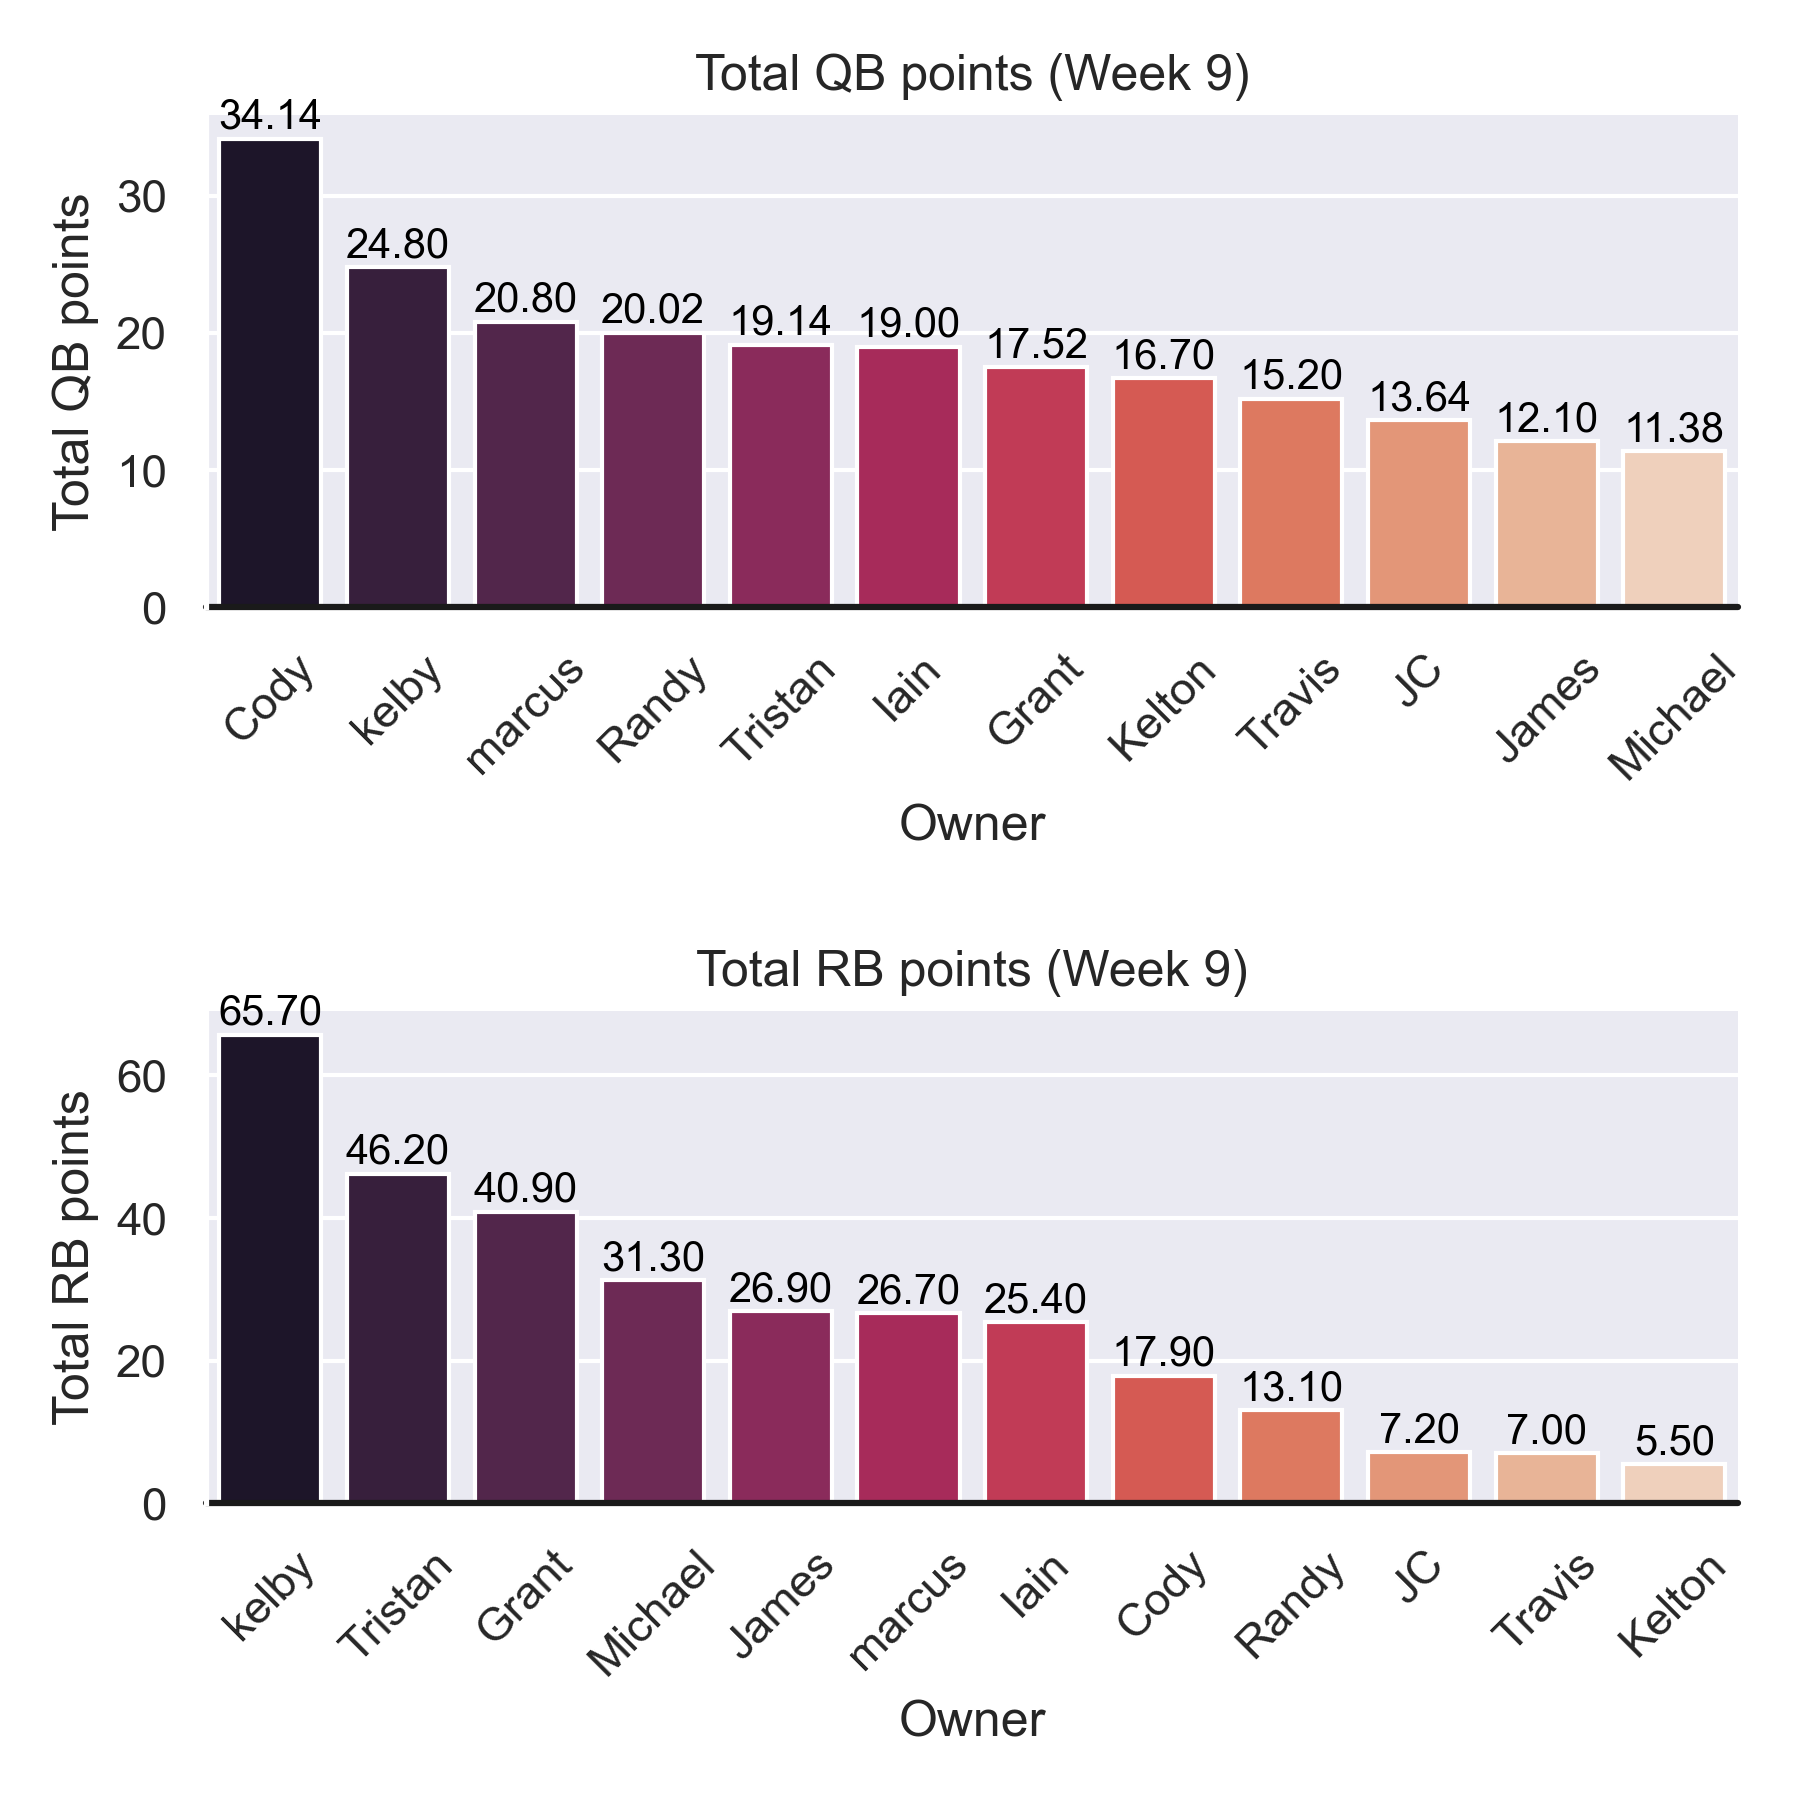 Total QB points (Week 9)
34.14
24.80
20.80
20.02
19.14
19.00
17.52
16.70
15.20
13.64
12.10
11.38
Total QB points
30
20
10
0
Cody
kelby
marcus
Randy
Tristan
Iain
Grant
Kelton
Travis
JC
James
Michael
Owner
Total RB points (Week 9)
65.70
46.20
40.90
31.30
26.90
26.70
25.40
17.90
13.10
7.20
7.00
5.50
Total RB points
60
40
20
0
kelby
Tristan
Grant
Michael
James
marcus
Iain
Cody
Randy
JC
Travis
Kelton
Owner